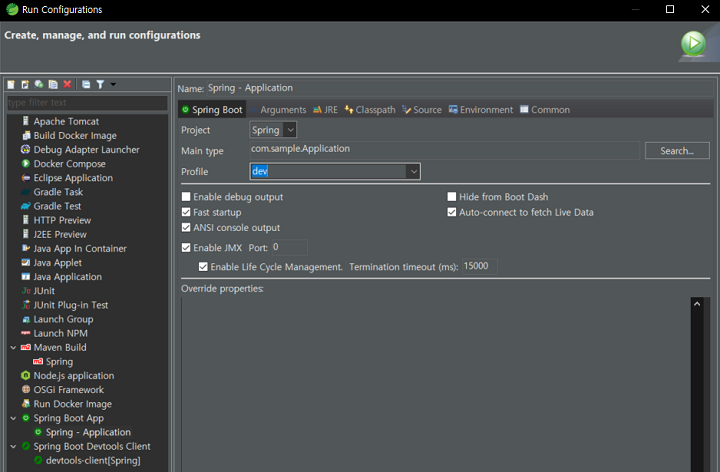 Run Configurations
Create, manage, and run configurations
type filter text
Apache Tomcat
Build Docker Image
Debug Adapter Launcher
Docker Compose
Eclipse Application
Gradle Task
Gradle Test
HTTP Preview
J2EE Preview
Java App In Container
Java Applet
Java Application
Ju JUnit
JUnit Plug-in Test
Launch Group
Launch NPM
m2 Maven Build
m2 Spring
Node.js application
OSGi Framework
Run Docker Image
Spring Boot App
Spring - Application
Spring Boot Devtools Client
devtools-client[Spring]
Name: Spring - Application
Spring Boot Arguments JRE Classpath Source Environment Common
Project Spring
Main type com.sample.Application Search...
Profile dev
Enable debug output Hide from Boot Dash
Fast startup Auto-connect to fetch Live Data
ANSI console output
Enable JMX Port: 0
Enable Life Cycle Management. Termination timeout (ms): 15000
Override properties: